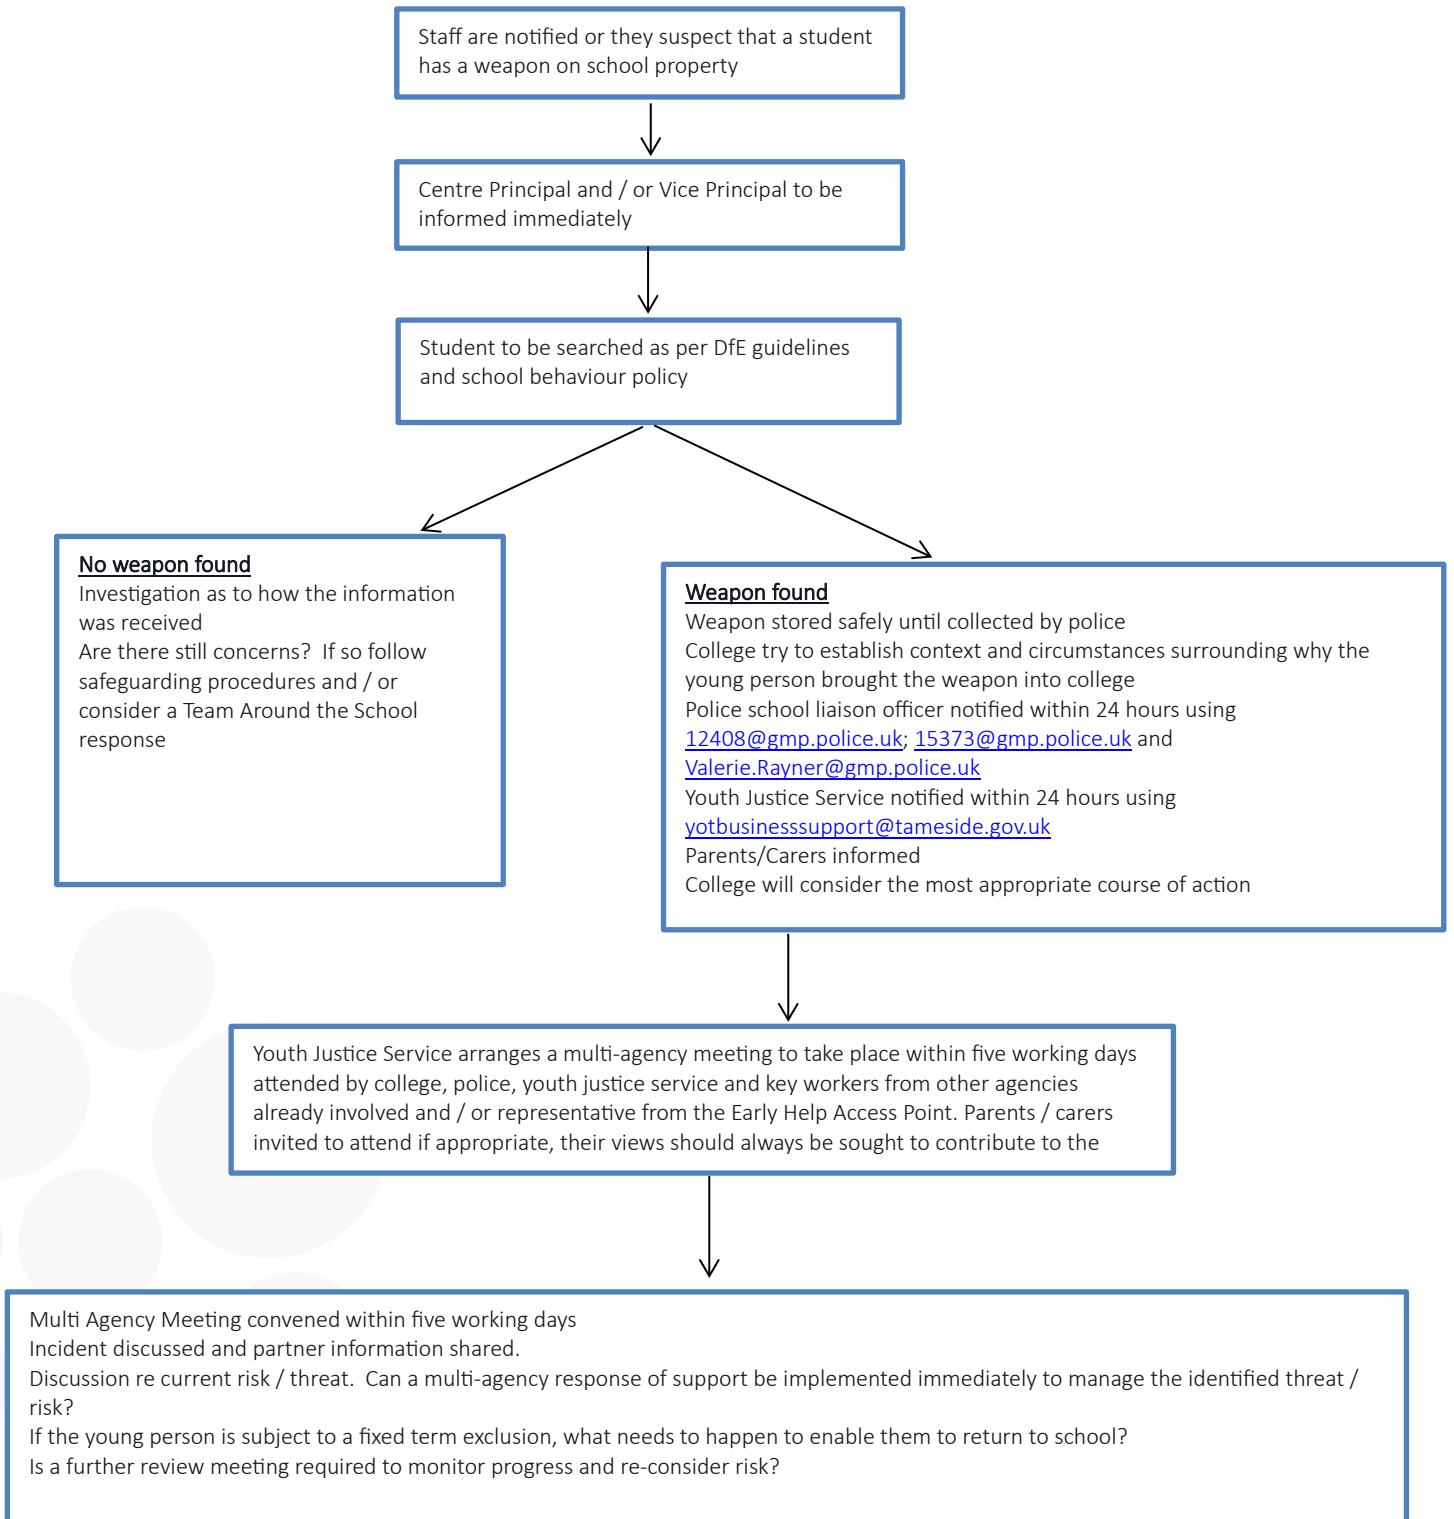 Staff are notified or they suspect that a student
has a weapon on school property
Centre Principal and / or Vice Principal to be
informed immediately
Student to be searched as per DfE guidelines
and school behaviour policy
No weapon found
Investigation as to how the information
was received
Are there still concerns?  If so follow
safeguarding procedures and / or
consider a Team Around the School
response
Weapon found
Weapon stored safely until collected by police
College try to establish context and circumstances surrounding why the
young person brought the weapon into college
Police school liaison officer notified within 24 hours using
12408@gmp.police.uk; 15373@gmp.police.uk and
Valerie.Rayner@gmp.police.uk
Youth Justice Service notified within 24 hours using
yotbusinesssupport@tameside.gov.uk
Parents/Carers informed
College will consider the most appropriate course of action
Youth Justice Service arranges a multi-agency meeting to take place within five working days
attended by college, police, youth justice service and key workers from other agencies
already involved and / or representative from the Early Help Access Point. Parents / carers
invited to attend if appropriate, their views should always be sought to contribute to the
Multi Agency Meeting convened within five working days
Incident discussed and partner information shared.
Discussion re current risk / threat.  Can a multi-agency response of support be implemented immediately to manage the identified threat /
risk?
If the young person is subject to a fixed term exclusion, what needs to happen to enable them to return to school?
Is a further review meeting required to monitor progress and re-consider risk?